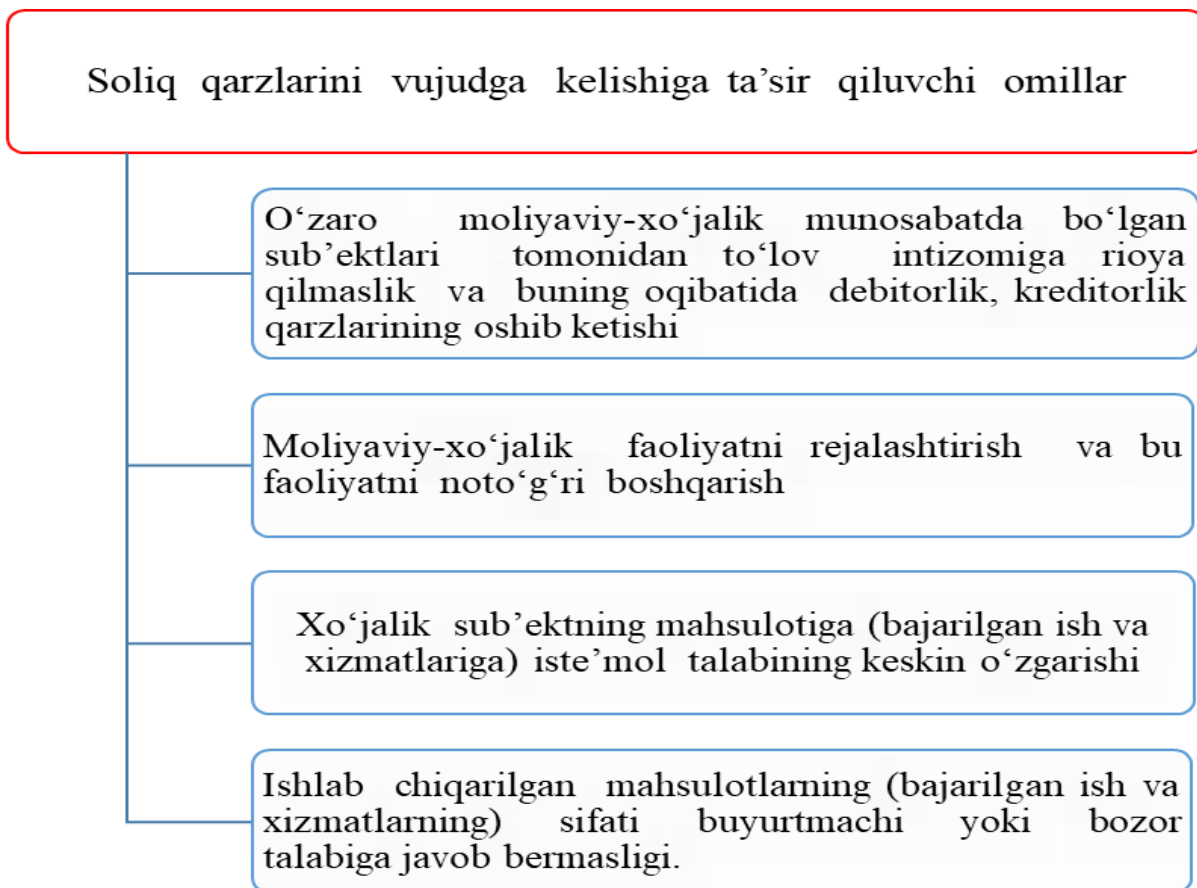 Soliq qarzlarini vujudga kelishiga ta’sir qiluvchi omillar
O‘zaro moliyaviy-xo‘jalik munosabatda bo‘lgan
sub’ektlari tomonidan to‘lov intizomiga rioya
qilmaslik va buning oqibatida debitorlik, kreditorlik
qarzlarining oshib ketishi
Moliyaviy-xo‘jalik faoliyatni rejalashtirish va bu
faoliyatni noto‘g‘ri boshqarish
Xo‘jalik sub’ektning mahsulotiga (bajarilgan ish va
xizmatlariga) iste’mol talabining keskin o‘zgarishi
Ishlab chiqarilgan mahsulotlarning (bajarilgan ish va
xizmatlarning) sifati buyurtmachi yoki bozor
talabiga javob bermasligi.